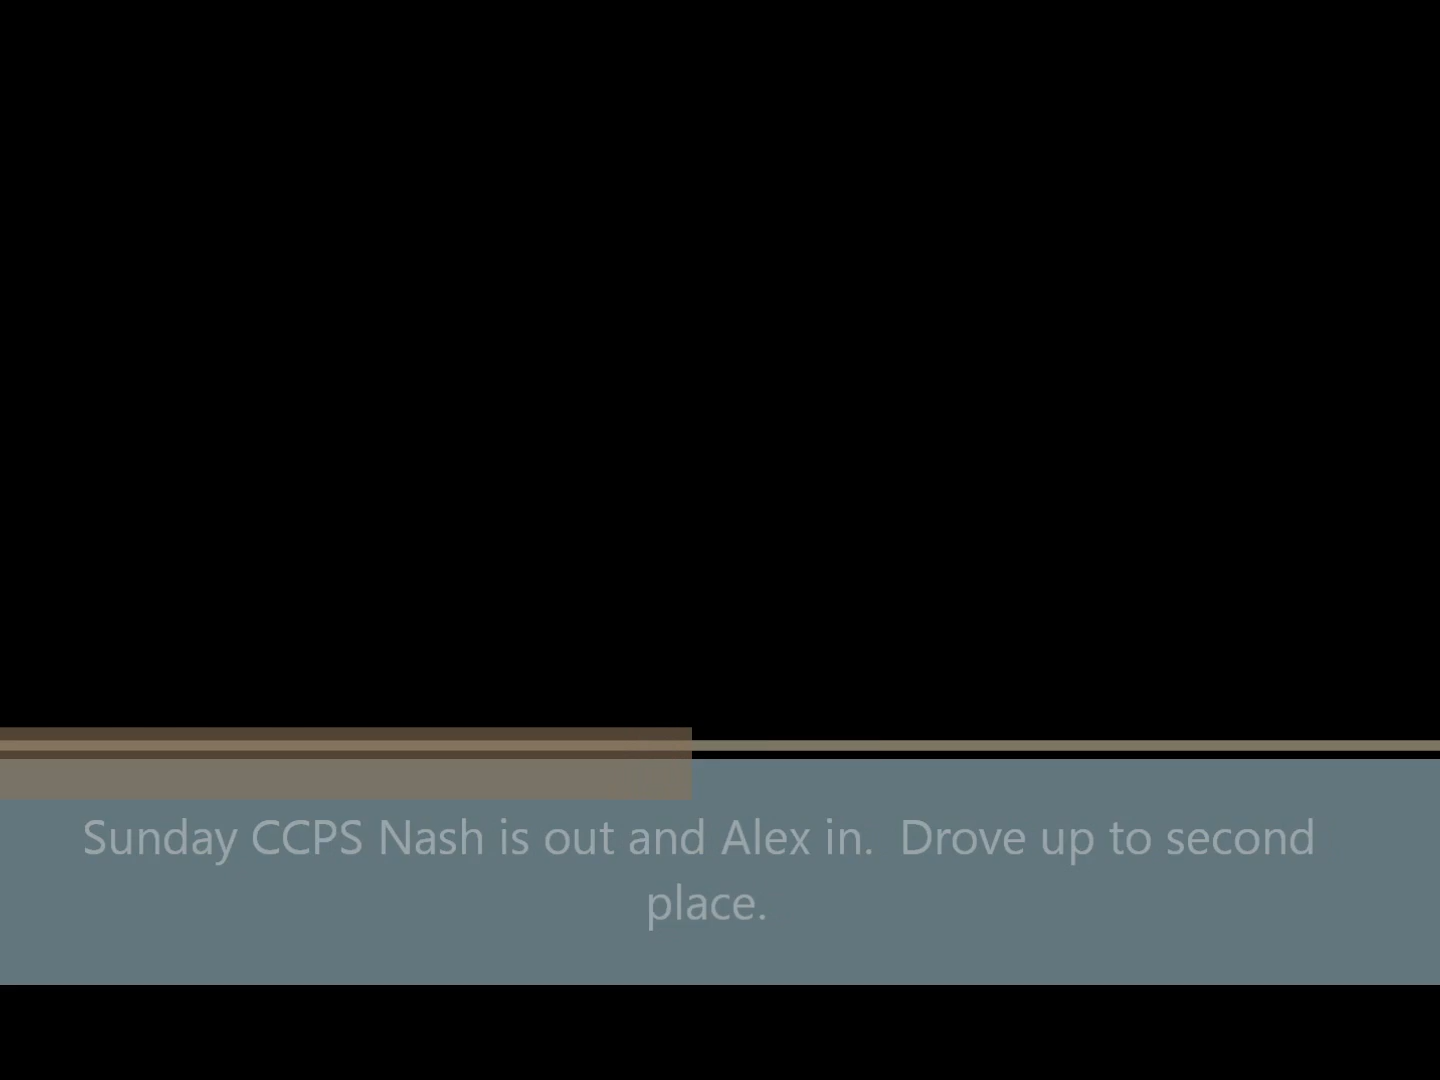 Sunday CCPS Nash is out and Alex in.  Drove up to second
place.